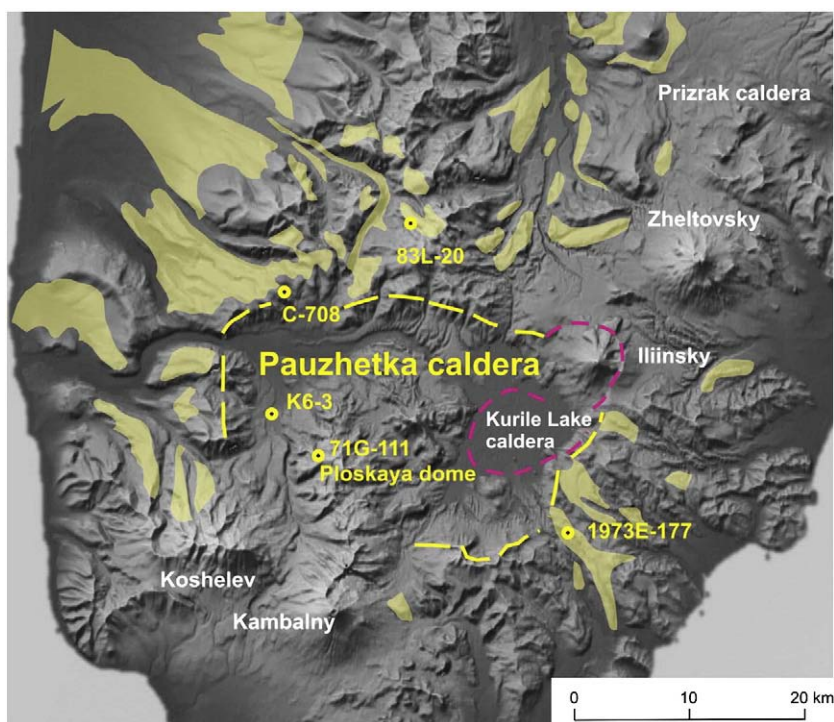 Prizrak caldera
Zheltovsky
83L-20
C-708
Pauzhetka caldera
Iliinsky
K6-3
Kurile Lake
caldera
71G-111
Ploskaya dome
1973E-177
Koshelev
Kambalny
0 10 20 km